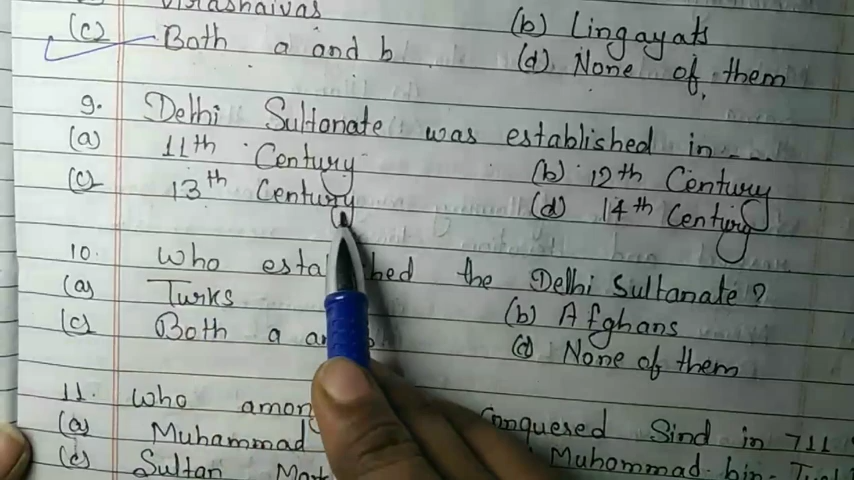 Virashaivas
(b) Lingayats
(c) Both a and b
(d) None of them
9. Delhi Sultanate was established in ---
(a) 11th Century
(b) 12th Century
(c) 13th Century
(d) 14th Century
10. Who established the Delhi Sultanate?
(a) Turks
(b) Afghans
(c) Both a and b
(d) None of them
11. Who among conquered Sind in 711
(a) Muhammad
(c) Sultan
Muhammad-bin-